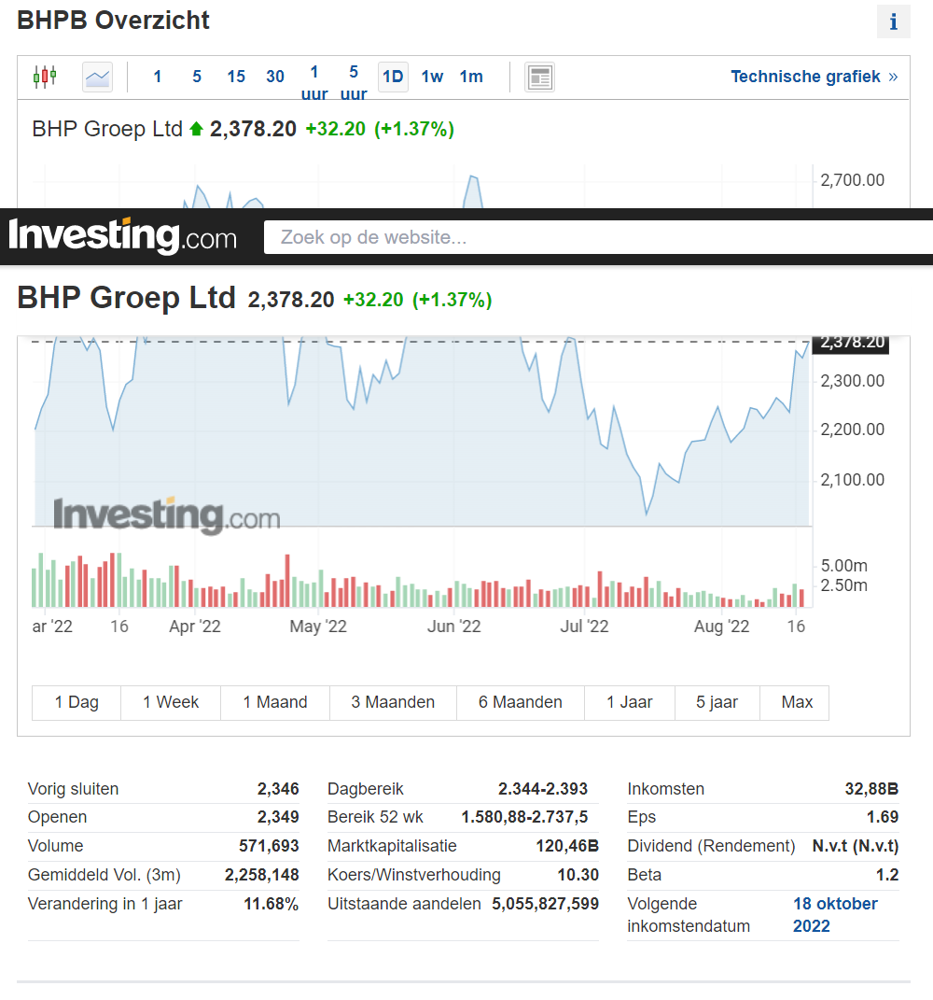 BHPB Overzicht
i
1 5 15 30 1 uur 5 uur 1D 1w 1m
Technische grafiek »
BHP Groep Ltd 2,378.20 +32.20 (+1.37%)
2,700.00
Investing.com
Zoek op de website...
BHP Groep Ltd 2,378.20 +32.20 (+1.37%)
2,378.20
2,300.00
2,200.00
2,100.00
Investing.com
5.00m
2.50m
ar '22 16 Apr '22 May '22 Jun '22 Jul '22 Aug '22 16
1 Dag 1 Week 1 Maand 3 Maanden 6 Maanden 1 Jaar 5 jaar Max
Vorig sluiten 2,346
Openen 2,349
Volume 571,693
Gemiddeld Vol. (3m) 2,258,148
Verandering in 1 jaar 11.68%
Dagbereik 2.344-2.393
Bereik 52 wk 1.580,88-2.737,5
Marktkapitalisatie 120,46B
Koers/Winstverhouding 10.30
Uitstaande aandelen 5,055,827,599
Inkomsten 32,88B
Eps 1.69
Dividend (Rendement) N.v.t (N.v.t)
Beta 1.2
Volgende 18 oktober
inkomstendatum 2022